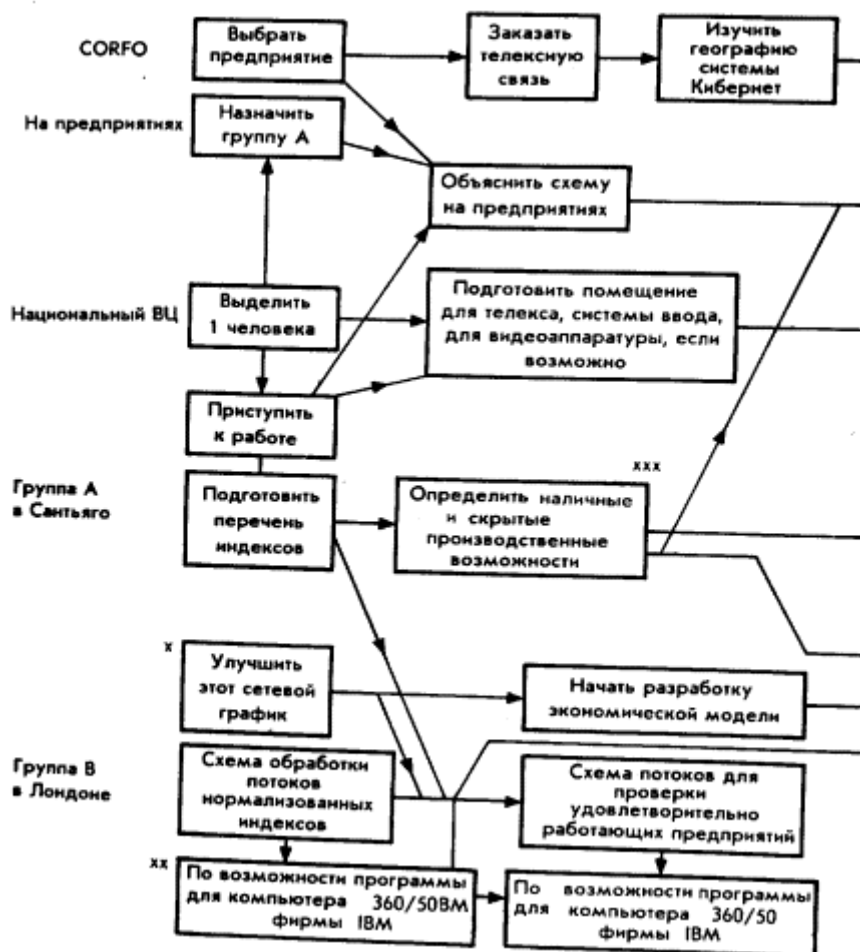 CORFO
Выбрать
предприятие
Заказать
телексную
связь
Изучить
географию
системы
Кибернет
На предприятиях
Назначить
группу А
Объяснить схему
на предприятиях
Национальный ВЦ
Выделить
1 человека
Подготовить помещение
для телекса, системы ввода,
для видеоаппаратуры, если
возможно
Приступить
к работе
Группа А
в Сантьяго
Подготовить
перечень
индексов
xxx
Определить наличные
и скрытые
производственные
возможности
x
Улучшить
этот сетевой
график
Начать разработку
экономической модели
Группа В
в Лондоне
Схема обработки
потоков
нормализованных
индексов
Схема потоков для
проверки
удовлетворительно
работающих предприятий
xx
По возможности программы
для компьютера 360/50ВМ
фирмы IBM
По возможности программы
для компьютера 360/50
фирмы IBM